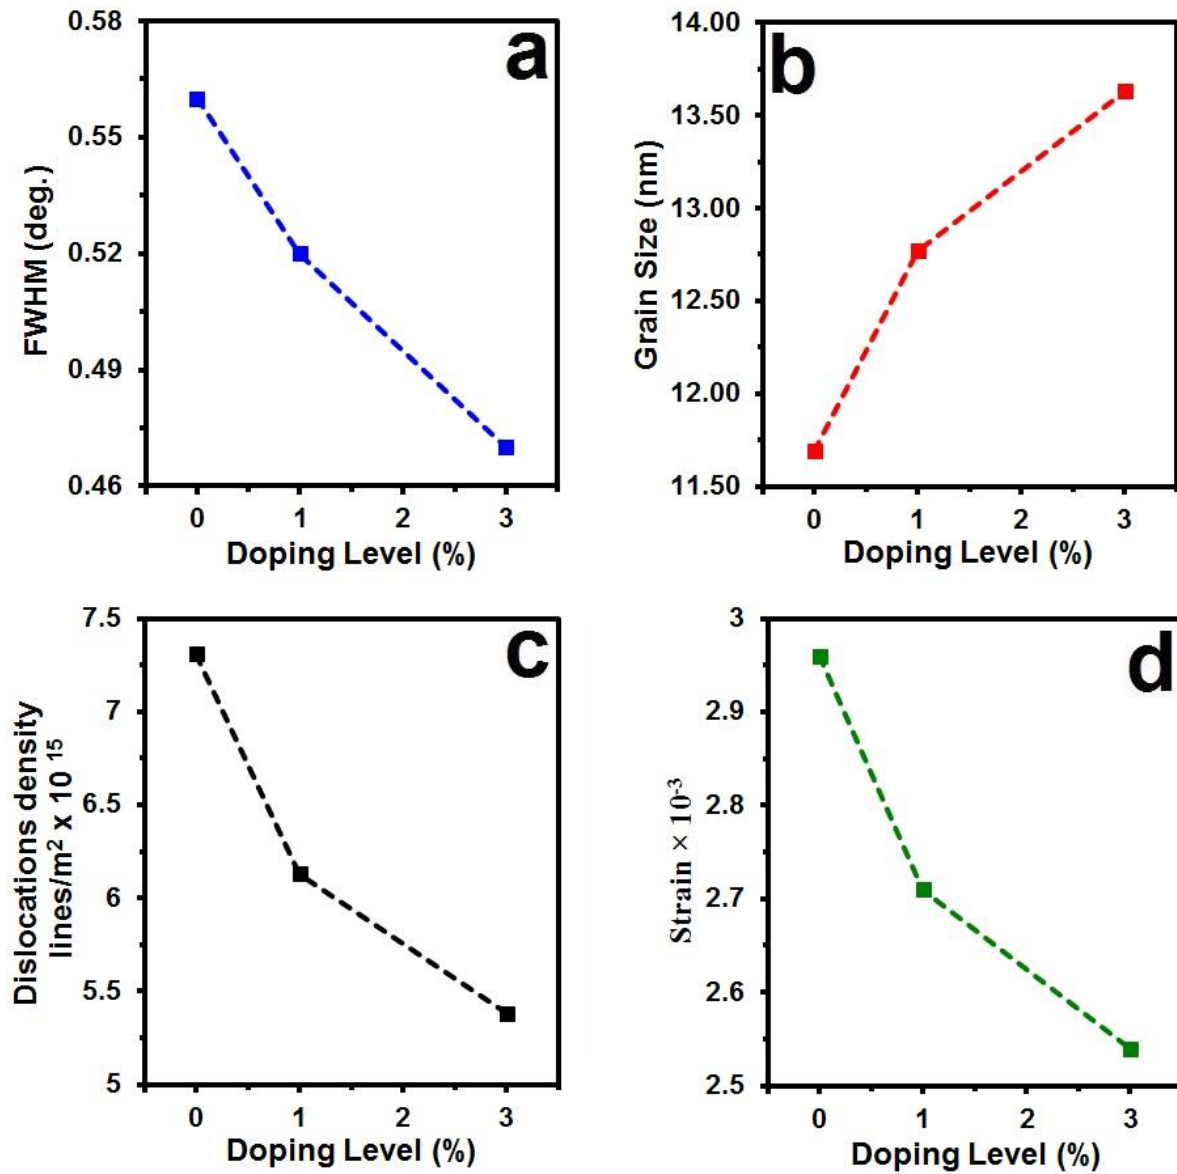 a
0.58
0.55
0.52
0.49
0.46
FWHM (deg.)
0 1 2 3
Doping Level (%)
b
14.00
13.50
13.00
12.50
12.00
11.50
Grain Size (nm)
0 1 2 3
Doping Level (%)
c
7.5
7
6.5
6
5.5
5
Dislocations density
lines/m² x 10 ¹⁵
0 1 2 3
Doping Level (%)
d
3
2.9
2.8
2.7
2.6
2.5
Strain × 10⁻³
0 1 2 3
Doping Level (%)